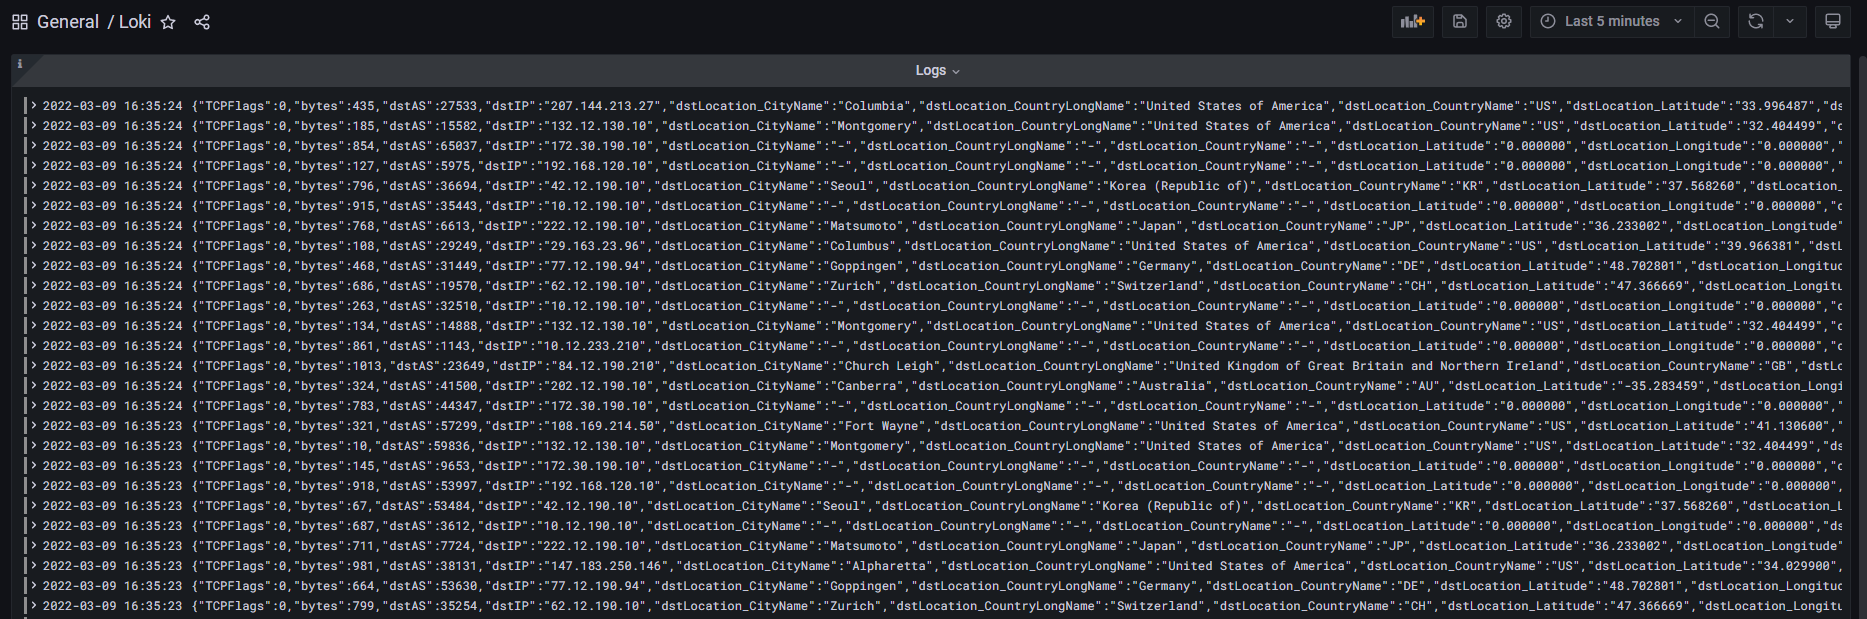 General / Loki
Last 5 minutes
Logs
2022-03-09 16:35:24 {"TCPFlags":0,"bytes":435,"dstAS":27533,"dstIP":"207.144.213.27","dstLocation_CityName":"Columbia","dstLocation_CountryLongName":"United States of America","dstLocation_CountryName":"US","dstLocation_Latitude":"33.996487","ds
2022-03-09 16:35:24 {"TCPFlags":0,"bytes":185,"dstAS":15582,"dstIP":"132.12.130.10","dstLocation_CityName":"Montgomery","dstLocation_CountryLongName":"United States of America","dstLocation_CountryName":"US","dstLocation_Latitude":"32.404499","d
2022-03-09 16:35:24 {"TCPFlags":0,"bytes":854,"dstAS":65037,"dstIP":"172.30.190.10","dstLocation_CityName":"-","dstLocation_CountryLongName":"-","dstLocation_CountryName":"-","dstLocation_Latitude":"0.000000","dstLocation_Longitude":"0.000000","
2022-03-09 16:35:24 {"TCPFlags":0,"bytes":127,"dstAS":5975,"dstIP":"192.168.120.10","dstLocation_CityName":"-","dstLocation_CountryLongName":"-","dstLocation_CountryName":"-","dstLocation_Latitude":"0.000000","dstLocation_Longitude":"0.000000","
2022-03-09 16:35:24 {"TCPFlags":0,"bytes":796,"dstAS":36694,"dstIP":"42.12.190.10","dstLocation_CityName":"Seoul","dstLocation_CountryLongName":"Korea (Republic of)","dstLocation_CountryName":"KR","dstLocation_Latitude":"37.568260","dstLocation_
2022-03-09 16:35:24 {"TCPFlags":0,"bytes":915,"dstAS":35443,"dstIP":"10.12.190.10","dstLocation_CityName":"-","dstLocation_CountryLongName":"-","dstLocation_CountryName":"-","dstLocation_Latitude":"0.000000","dstLocation_Longitude":"0.000000","d
2022-03-09 16:35:24 {"TCPFlags":0,"bytes":768,"dstAS":6613,"dstIP":"222.12.190.10","dstLocation_CityName":"Matsumoto","dstLocation_CountryLongName":"Japan","dstLocation_CountryName":"JP","dstLocation_Latitude":"36.233002","dstLocation_Longitude"
2022-03-09 16:35:24 {"TCPFlags":0,"bytes":108,"dstAS":29249,"dstIP":"29.163.23.96","dstLocation_CityName":"Columbus","dstLocation_CountryLongName":"United States of America","dstLocation_CountryName":"US","dstLocation_Latitude":"39.966381","dstL
2022-03-09 16:35:24 {"TCPFlags":0,"bytes":468,"dstAS":31449,"dstIP":"77.12.190.94","dstLocation_CityName":"Goppingen","dstLocation_CountryLongName":"Germany","dstLocation_CountryName":"DE","dstLocation_Latitude":"48.702801","dstLocation_Longituc
2022-03-09 16:35:24 {"TCPFlags":0,"bytes":686,"dstAS":19570,"dstIP":"62.12.190.10","dstLocation_CityName":"Zurich","dstLocation_CountryLongName":"Switzerland","dstLocation_CountryName":"CH","dstLocation_Latitude":"47.366669","dstLocation_Longitu
2022-03-09 16:35:24 {"TCPFlags":0,"bytes":263,"dstAS":32510,"dstIP":"10.12.190.10","dstLocation_CityName":"-","dstLocation_CountryLongName":"-","dstLocation_CountryName":"-","dstLocation_Latitude":"0.000000","dstLocation_Longitude":"0.000000","d
2022-03-09 16:35:24 {"TCPFlags":0,"bytes":134,"dstAS":14888,"dstIP":"132.12.130.10","dstLocation_CityName":"Montgomery","dstLocation_CountryLongName":"United States of America","dstLocation_CountryName":"US","dstLocation_Latitude":"32.404499","d
2022-03-09 16:35:24 {"TCPFlags":0,"bytes":861,"dstAS":1143,"dstIP":"10.12.233.210","dstLocation_CityName":"-","dstLocation_CountryLongName":"-","dstLocation_CountryName":"-","dstLocation_Latitude":"0.000000","dstLocation_Longitude":"0.000000","d
2022-03-09 16:35:24 {"TCPFlags":0,"bytes":1013,"dstAS":23649,"dstIP":"84.12.190.210","dstLocation_CityName":"Church Leigh","dstLocation_CountryLongName":"United Kingdom of Great Britain and Northern Ireland","dstLocation_CountryName":"GB","dstLc
2022-03-09 16:35:24 {"TCPFlags":0,"bytes":324,"dstAS":41500,"dstIP":"202.12.190.10","dstLocation_CityName":"Canberra","dstLocation_CountryLongName":"Australia","dstLocation_CountryName":"AU","dstLocation_Latitude":"-35.283459","dstLocation_Longi
2022-03-09 16:35:24 {"TCPFlags":0,"bytes":783,"dstAS":44347,"dstIP":"172.30.190.10","dstLocation_CityName":"-","dstLocation_CountryLongName":"-","dstLocation_CountryName":"-","dstLocation_Latitude":"0.000000","dstLocation_Longitude":"0.000000","
2022-03-09 16:35:23 {"TCPFlags":0,"bytes":321,"dstAS":57299,"dstIP":"108.169.214.50","dstLocation_CityName":"Fort Wayne","dstLocation_CountryLongName":"United States of America","dstLocation_CountryName":"US","dstLocation_Latitude":"41.130600","
2022-03-09 16:35:23 {"TCPFlags":0,"bytes":10,"dstAS":59836,"dstIP":"132.12.130.10","dstLocation_CityName":"Montgomery","dstLocation_CountryLongName":"United States of America","dstLocation_CountryName":"US","dstLocation_Latitude":"32.404499","ds
2022-03-09 16:35:23 {"TCPFlags":0,"bytes":145,"dstAS":9653,"dstIP":"172.30.190.10","dstLocation_CityName":"-","dstLocation_CountryLongName":"-","dstLocation_CountryName":"-","dstLocation_Latitude":"0.000000","dstLocation_Longitude":"0.000000","d
2022-03-09 16:35:23 {"TCPFlags":0,"bytes":918,"dstAS":53997,"dstIP":"192.168.120.10","dstLocation_CityName":"-","dstLocation_CountryLongName":"-","dstLocation_CountryName":"-","dstLocation_Latitude":"0.000000","dstLocation_Longitude":"0.000000",
2022-03-09 16:35:23 {"TCPFlags":0,"bytes":67,"dstAS":53484,"dstIP":"42.12.190.10","dstLocation_CityName":"Seoul","dstLocation_CountryLongName":"Korea (Republic of)","dstLocation_CountryName":"KR","dstLocation_Latitude":"37.568260","dstLocation_L
2022-03-09 16:35:23 {"TCPFlags":0,"bytes":687,"dstAS":3612,"dstIP":"10.12.190.10","dstLocation_CityName":"-","dstLocation_CountryLongName":"-","dstLocation_CountryName":"-","dstLocation_Latitude":"0.000000","dstLocation_Longitude":"0.000000","ds
2022-03-09 16:35:23 {"TCPFlags":0,"bytes":711,"dstAS":7724,"dstIP":"222.12.190.10","dstLocation_CityName":"Matsumoto","dstLocation_CountryLongName":"Japan","dstLocation_CountryName":"JP","dstLocation_Latitude":"36.233002","dstLocation_Longitude"
2022-03-09 16:35:23 {"TCPFlags":0,"bytes":981,"dstAS":38131,"dstIP":"147.183.250.146","dstLocation_CityName":"Alpharetta","dstLocation_CountryLongName":"United States of America","dstLocation_CountryName":"US","dstLocation_Latitude":"34.029900",
2022-03-09 16:35:23 {"TCPFlags":0,"bytes":664,"dstAS":53630,"dstIP":"77.12.190.94","dstLocation_CityName":"Goppingen","dstLocation_CountryLongName":"Germany","dstLocation_CountryName":"DE","dstLocation_Latitude":"48.702801","dstLocation_Longituc
2022-03-09 16:35:23 {"TCPFlags":0,"bytes":799,"dstAS":35254,"dstIP":"62.12.190.10","dstLocation_CityName":"Zurich","dstLocation_CountryLongName":"Switzerland","dstLocation_CountryName":"CH","dstLocation_Latitude":"47.366669","dstLocation_Longitu